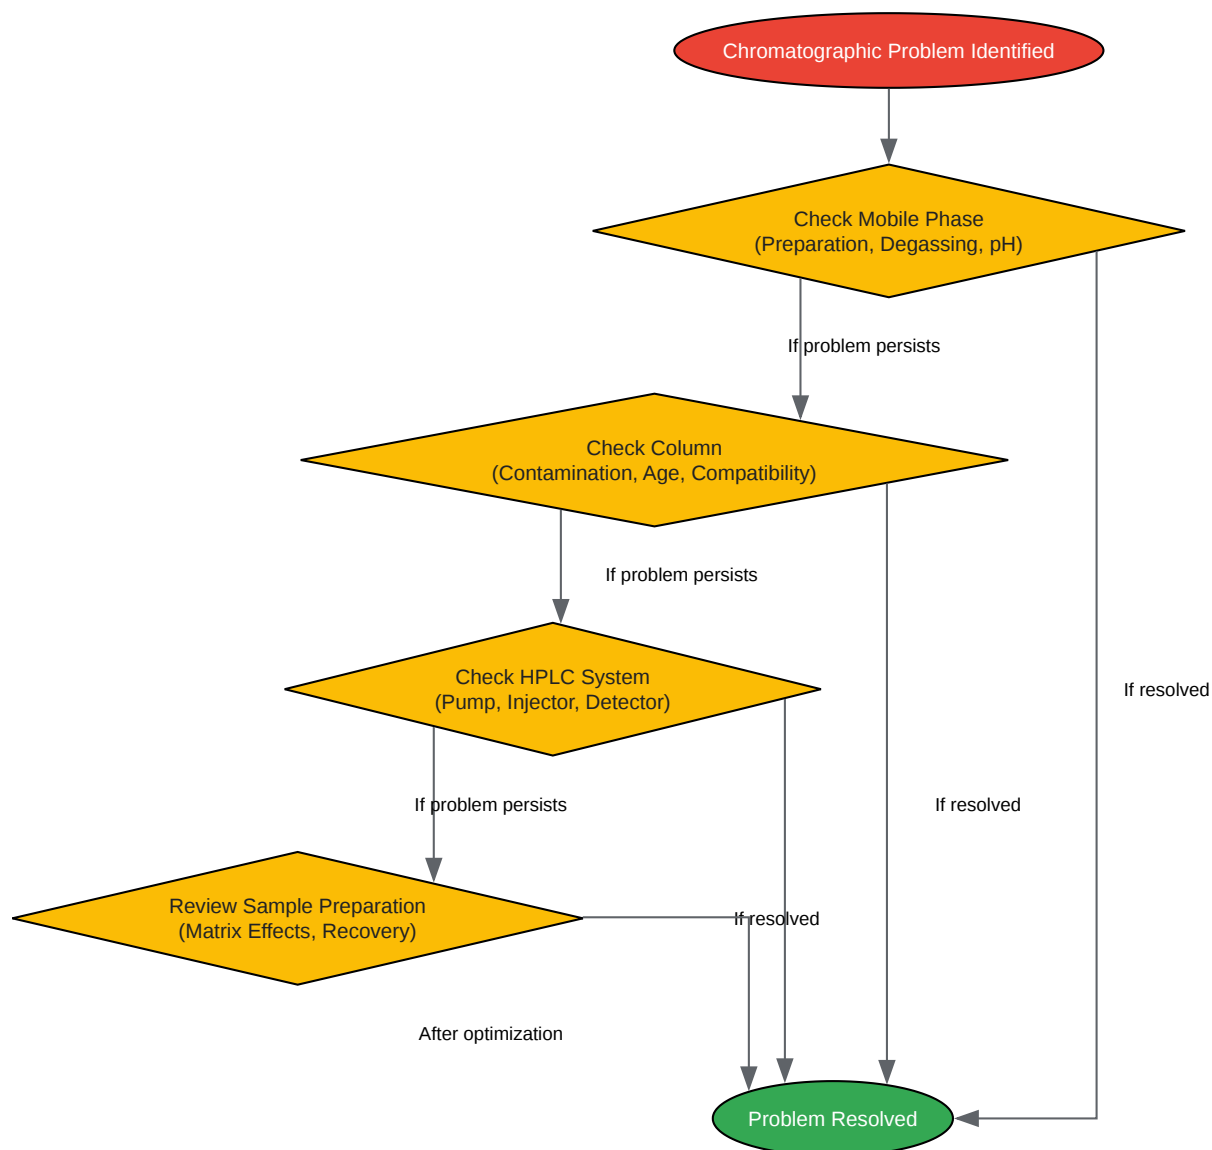 Chromatographic Problem Identified
Check Mobile Phase
(Preparation, Degassing, pH)
If problem persists
Check Column
(Contamination, Age, Compatibility)
If problem persists
Check HPLC System
(Pump, Injector, Detector)
If resolved
If problem persists
If resolved
Review Sample Preparation
(Matrix Effects, Recovery)
If resolved
After optimization
Problem Resolved